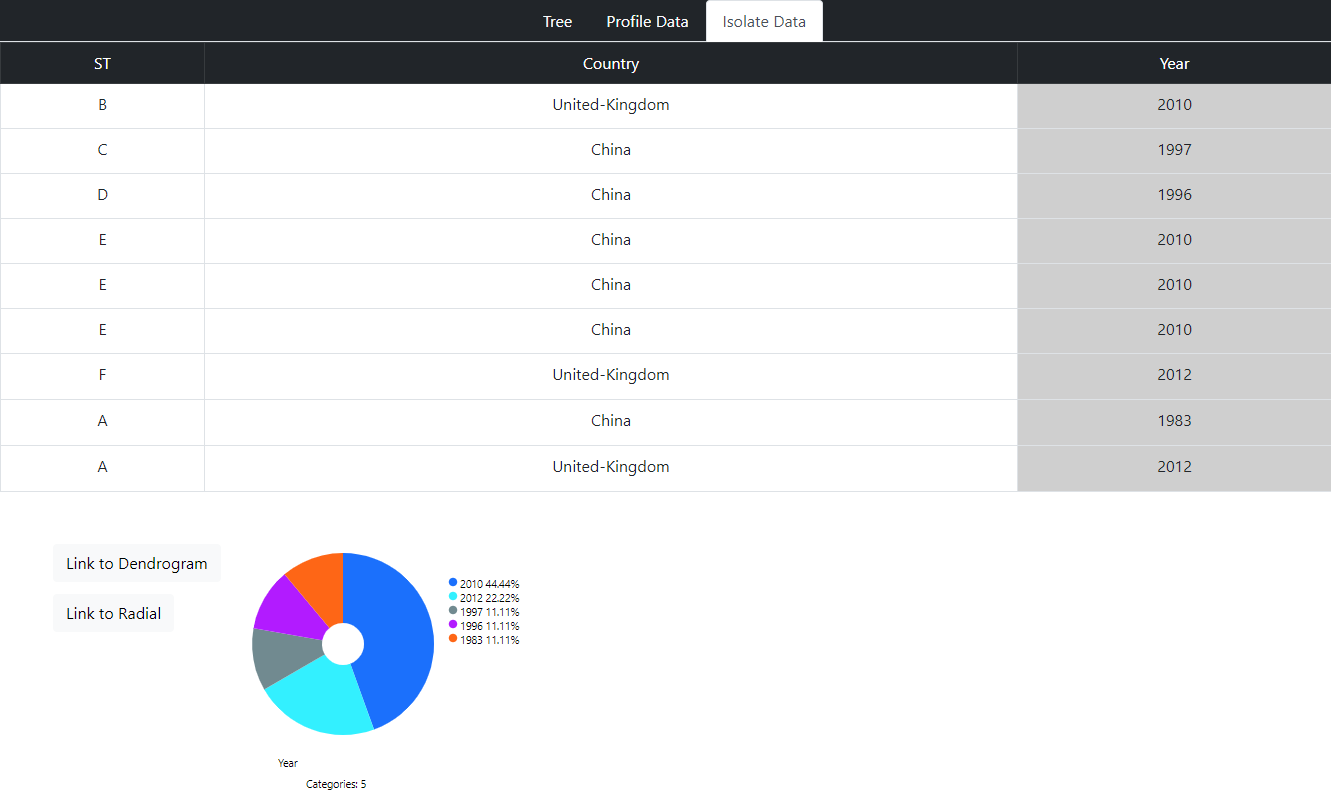 Tree Profile Data Isolate Data
ST Country Year
B United-Kingdom 2010
C China 1997
D China 1996
E China 2010
E China 2010
E China 2010
F United-Kingdom 2012
A China 1983
A United-Kingdom 2012
Link to Dendrogram
Link to Radial
2010 44.44%
2012 22.22%
1997 11.11%
1996 11.11%
1983 11.11%
Year
Categories: 5